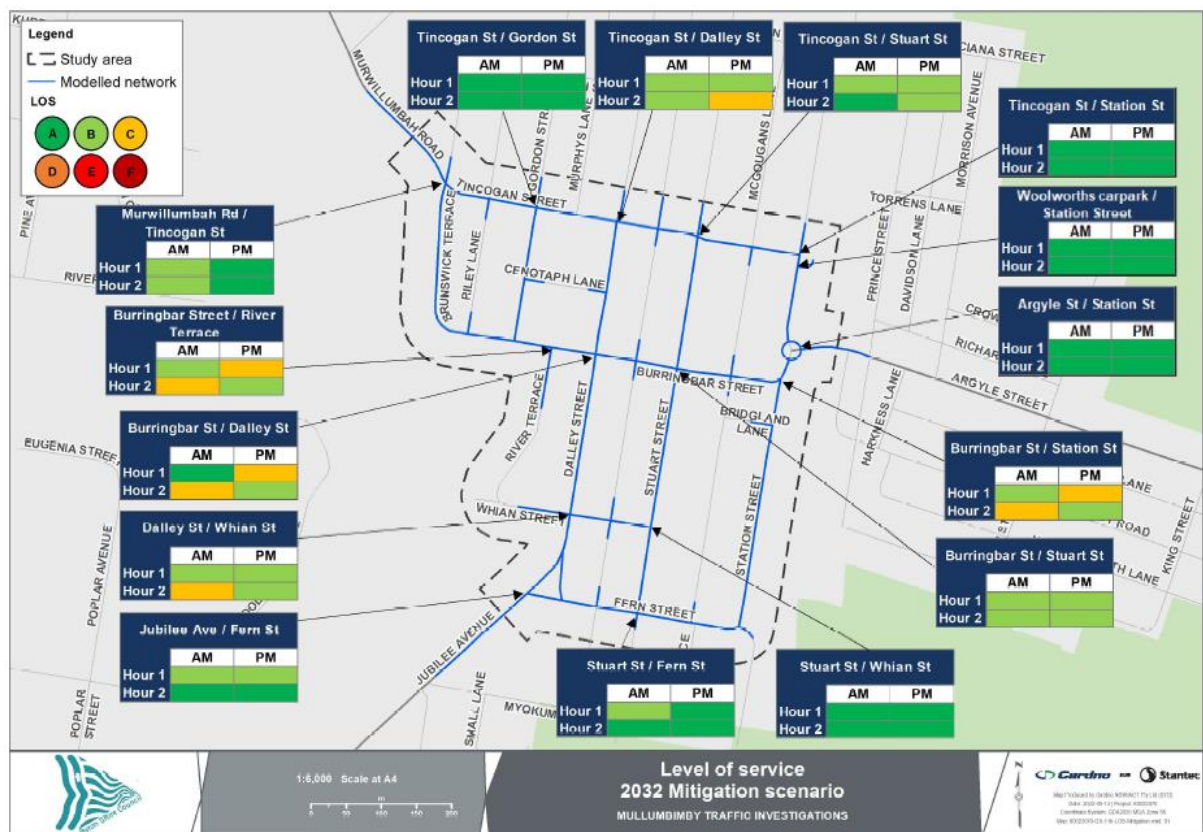 Legend
Study area
Modelled network
LOS
A B C
D E F
Tincogan St / Gordon St
AM PM
Hour 1
Hour 2
Tincogan St / Dalley St
AM PM
Hour 1
Hour 2
Tincogan St / Stuart St
AM PM
Hour 1
Hour 2
Tincogan St / Station St
AM PM
Hour 1
Hour 2
Woolworths carpark /
Station Street
AM PM
Hour 1
Hour 2
Argyle St / Station St
AM PM
Hour 1
Hour 2
Murwillumbah Rd /
Tincogan St
AM PM
Hour 1
Hour 2
Burringbar Street / River
Terrace
AM PM
Hour 1
Hour 2
Burringbar St / Dalley St
AM PM
Hour 1
Hour 2
Dalley St / Whian St
AM PM
Hour 1
Hour 2
Jubilee Ave / Fern St
AM PM
Hour 1
Hour 2
Burringbar St / Station St
AM PM
Hour 1
Hour 2
Burringbar St / Stuart St
AM PM
Hour 1
Hour 2
Stuart St / Fern St
AM PM
Hour 1
Hour 2
Stuart St / Whian St
AM PM
Hour 1
Hour 2
MURWILLUMBAH ROAD
GORDON
MURPHYS LANE
CIANA STREET
MORRISON AVENUE
TINCOGAN STREET
TORRENS LANE
BRUNSWICK TERRACE
RILEY LANE
CENOTAPH LANE
PRINCE STREET
DAVIDSON LANE
BURRINGBAR STREET
ARGYLE STREET
BRIDGLAND
LANE
HARKNESS LANE
RIVER TERRACE
DALLEY STREET
STUART STREET
STATION STREET
WHIAN STREET
FERN STREET
JUBILEE AVENUE
SMALL LANE
MYOKUM
EUGENIA STREET
POPLAR AVENUE
POPLAR
STREET
KING STREET
ROAD
LANE
1:6,000 Scale at A4
m
0 50 100 150 200
Level of service
2032 Mitigation scenario
MULLUMBIMBY TRAFFIC INVESTIGATIONS
N
Cardno now Stantec